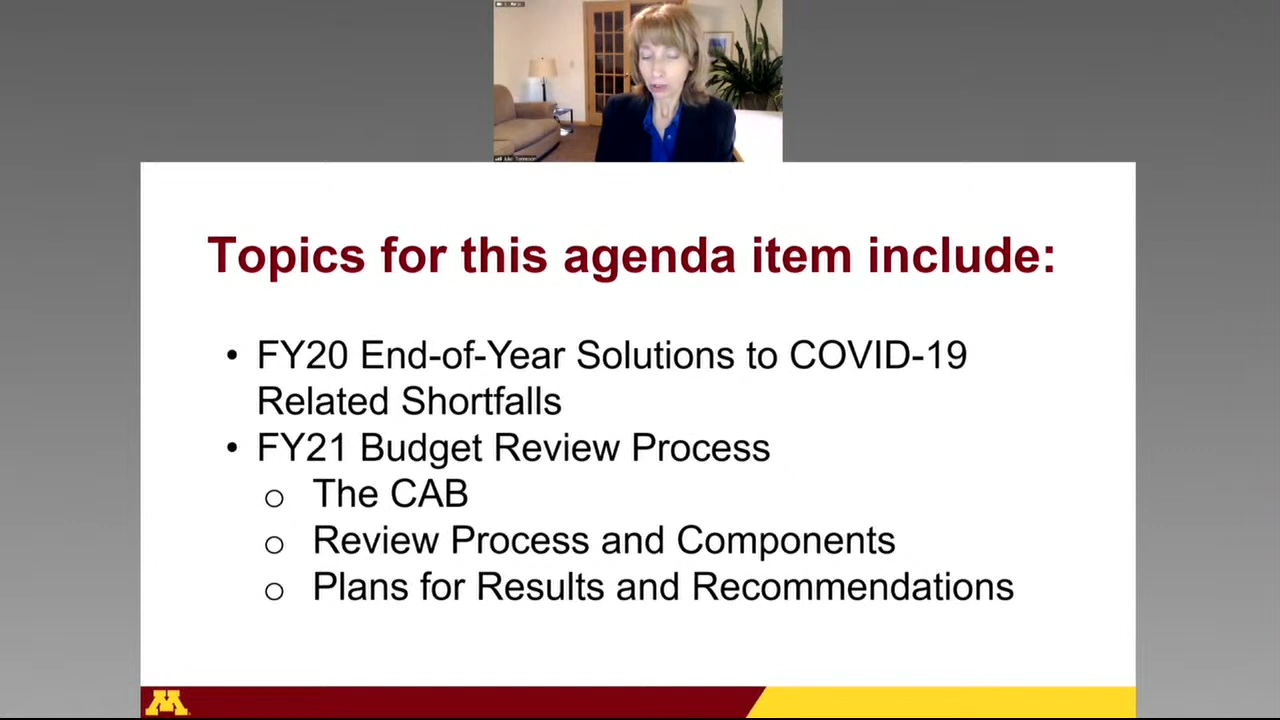 Topics for this agenda item include:
• FY20 End-of-Year Solutions to COVID-19
Related Shortfalls
• FY21 Budget Review Process
o The CAB
o Review Process and Components
o Plans for Results and Recommendations
M